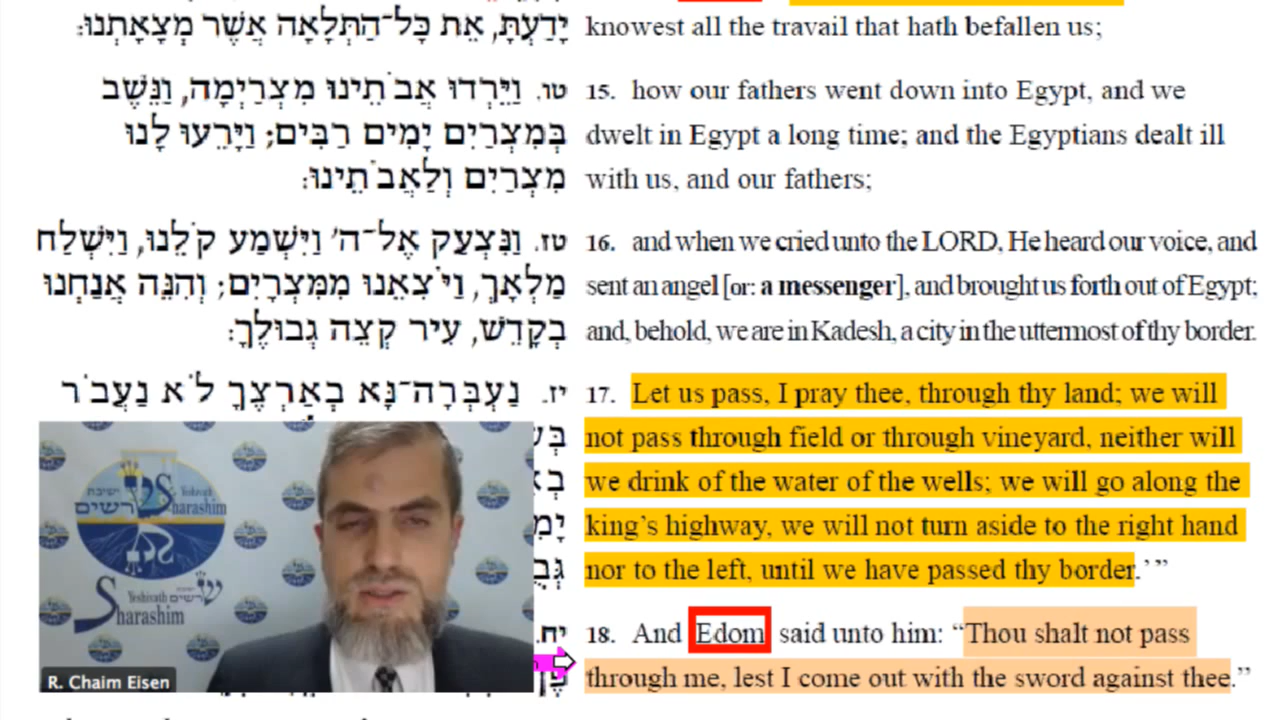 יָדַעְתָּ, אֵת כָּל־הַתְּלָאָה אֲשֶׁר מְצָאָתְנוּ:
knowest all the travail that hath befallen us;
טו. וַיֵּרְדוּ אֲבֹתֵינוּ מִצְרַיְמָה, וַנֵּשֶׁב
בְּמִצְרַיִם יָמִים רַבִּים; וַיָּרֵעוּ לָנוּ
מִצְרַיִם וְלַאֲבֹתֵינוּ:
15. how our fathers went down into Egypt, and we
dwelt in Egypt a long time; and the Egyptians dealt ill
with us, and our fathers;
טז. וַנִּצְעַק אֶל־ה׳ וַיִּשְׁמַע קֹלֵנוּ, וַיִּשְׁלַח
מַלְאָךְ, וַיֹּצִאֵנוּ מִמִּצְרָיִם; וְהִנֵּה אֲנַחְנוּ
בְקָדֵשׁ, עִיר קְצֵה גְבוּלֶךָ:
16. and when we cried unto the LORD, He heard our voice, and
sent an angel [or: a messenger], and brought us forth out of Egypt;
and, behold, we are in Kadesh, a city in the uttermost of thy border.
יז. נַעְבְּרָה־נָּא בְאַרְצֶךָ לֹא נַעֲבֹר
17. Let us pass, I pray thee, through thy land; we will
not pass through field or through vineyard, neither will
we drink of the water of the wells; we will go along the
king's highway, we will not turn aside to the right hand
nor to the left, until we have passed thy border.' ”
יח.
18. And Edom said unto him: “Thou shalt not pass
through me, lest I come out with the sword against thee.”
ישיבת
שרשים
Yeshivath
Sharashim
Yeshivath שרשים
Sharashim
R. Chaim Eisen